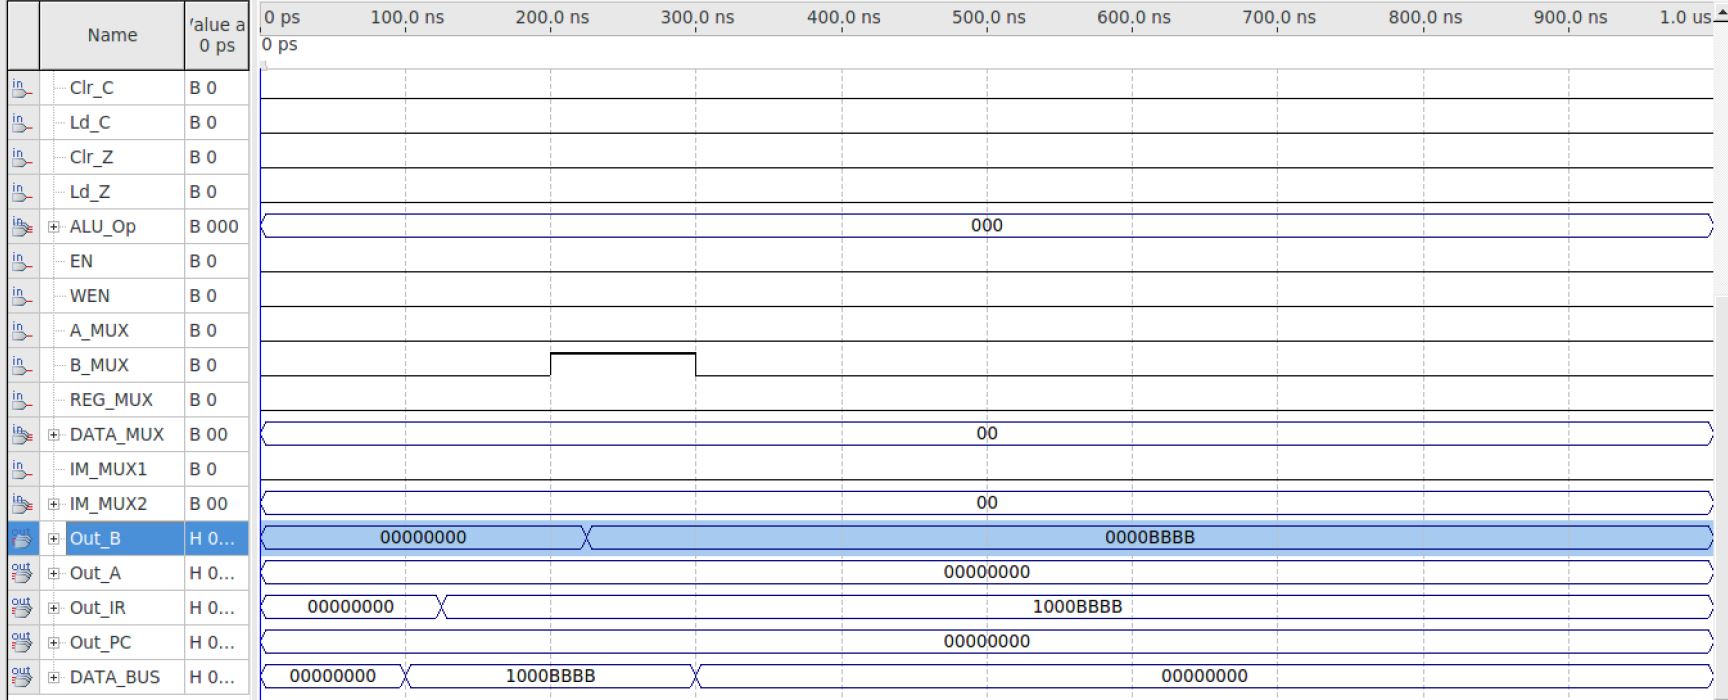 Name
Value a
0 ps
0 ps 100.0 ns 200.0 ns 300.0 ns 400.0 ns 500.0 ns 600.0 ns 700.0 ns 800.0 ns 900.0 ns 1.0 us
0 ps
in Clr_C B 0
in Ld_C B 0
in Clr_Z B 0
in Ld_Z B 0
in ALU_Op B 000 000
in EN B 0
in WEN B 0
in A_MUX B 0
in B_MUX B 0
in REG_MUX B 0
in DATA_MUX B 00 00
in IM_MUX1 B 0
in IM_MUX2 B 00 00
out Out_B H 0... 00000000 0000BBBB
out Out_A H 0... 00000000
out Out_IR H 0... 00000000 1000BBBB
out Out_PC H 0... 00000000
out DATA_BUS H 0... 00000000 1000BBBB 00000000